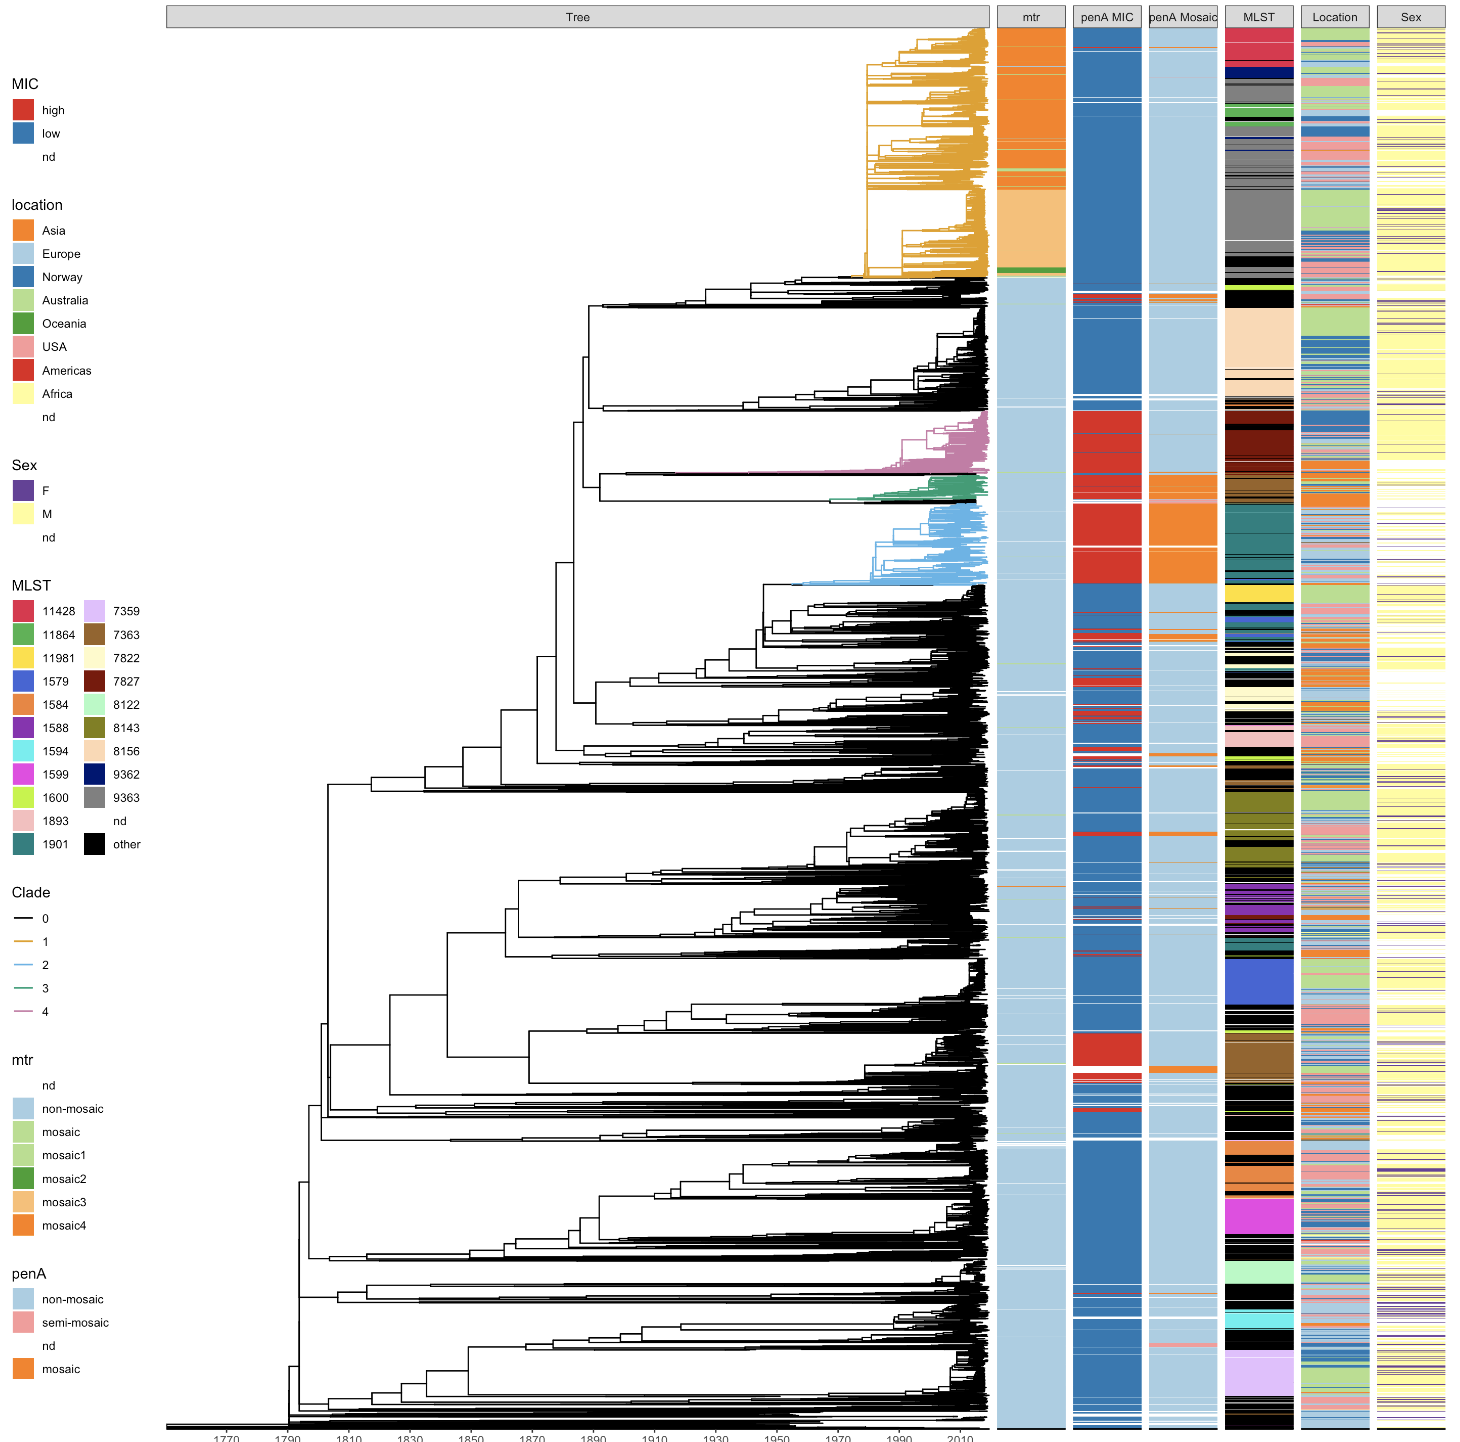 Tree
mtr
penA MIC
penA Mosaic
MLST
Location
Sex
MIC
high
low
nd
location
Asia
Europe
Norway
Australia
Oceania
USA
Americas
Africa
nd
Sex
F
M
nd
MLST
11428 7359
11864 7363
11981 7822
1579 7827
1584 8122
1588 8143
1594 8156
1599 9362
1600 9363
1893 nd
1901 other
Clade
0
1
2
3
4
mtr
nd
non-mosaic
mosaic
mosaic1
mosaic2
mosaic3
mosaic4
penA
non-mosaic
semi-mosaic
nd
mosaic
1770 1790 1810 1830 1850 1870 1890 1910 1930 1950 1970 1990 2010